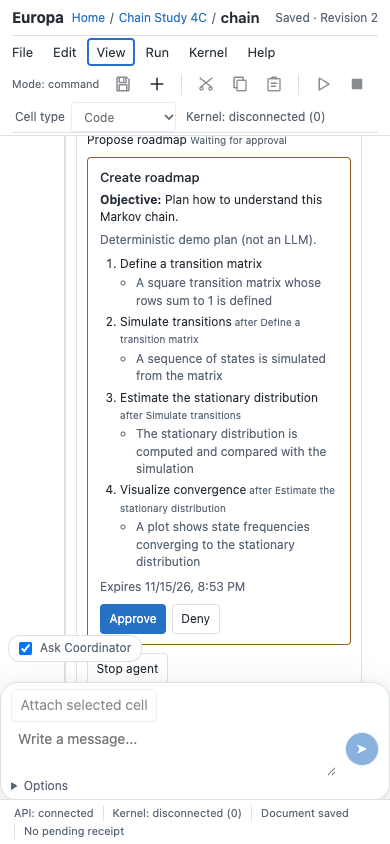 Europa Home / Chain Study 4C / chain Saved · Revision 2
File Edit View Run Kernel Help
Mode: command
Cell type Code Kernel: disconnected (0)
Propose roadmap Waiting for approval
Create roadmap
Objective: Plan how to understand this
Markov chain.
Deterministic demo plan (not an LLM).
1. Define a transition matrix
A square transition matrix whose
rows sum to 1 is defined
2. Simulate transitions after Define a
transition matrix
A sequence of states is simulated
from the matrix
3. Estimate the stationary distribution
after Simulate transitions
The stationary distribution is
computed and compared with the
simulation
4. Visualize convergence after Estimate the
stationary distribution
A plot shows state frequencies
converging to the stationary
distribution
Expires 11/15/26, 8:53 PM
Approve Deny
Ask Coordinator
Stop agent
Attach selected cell
Write a message...
Options
API: connected Kernel: disconnected (0) Document saved
No pending receipt